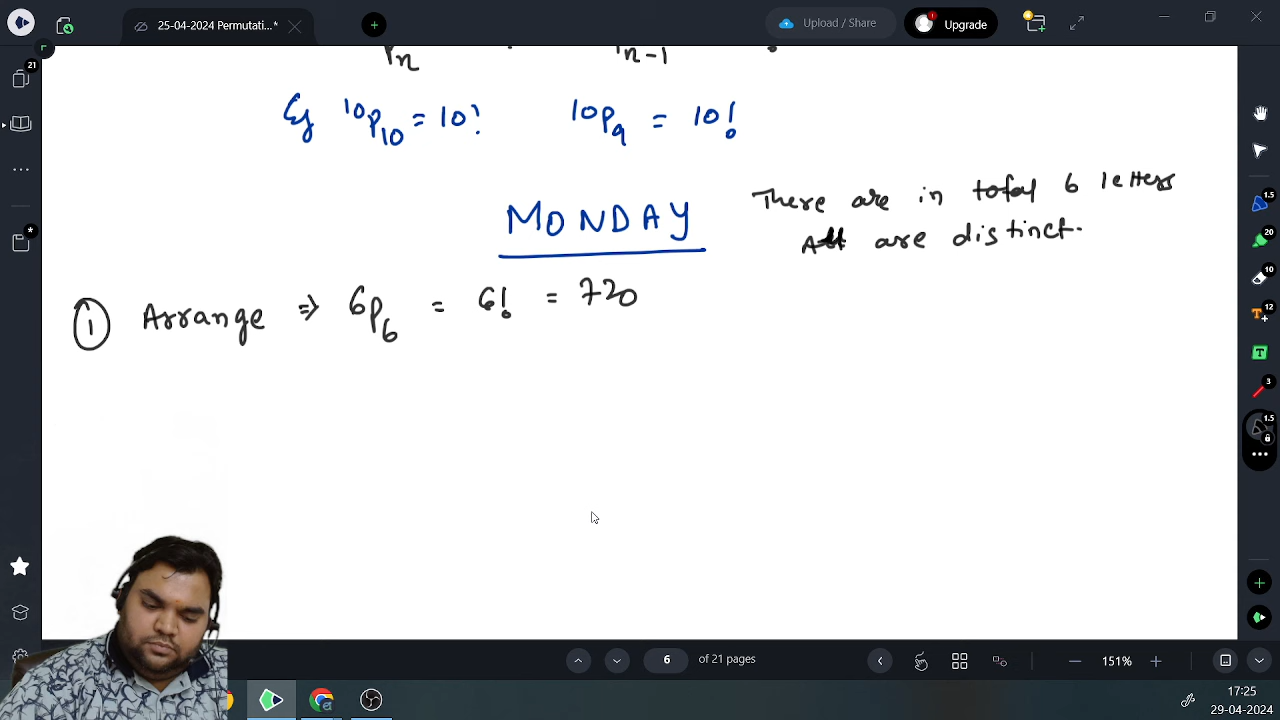 25-04-2024 Permutati...*
Upload / Share
Upgrade
Eg ¹⁰P₁₀ = 10! ¹⁰P₉ = 10!
MONDAY
There are in total 6 letters
All are distinct.
① Arrange ⇒ ⁶P₆ = 6! = 720
6 of 21 pages
151%
17:25
29-04-2024